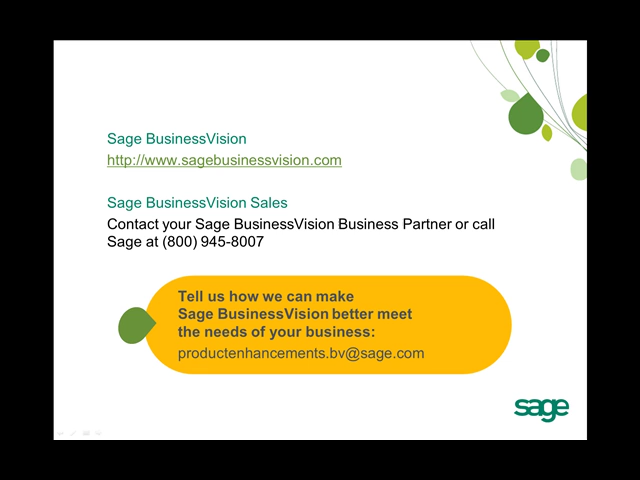 Sage BusinessVision
http://www.sagebusinessvision.com
Sage BusinessVision Sales
Contact your Sage BusinessVision Business Partner or call
Sage at (800) 945-8007
Tell us how we can make
Sage BusinessVision better meet
the needs of your business:
productenhancements.bv@sage.com
sage